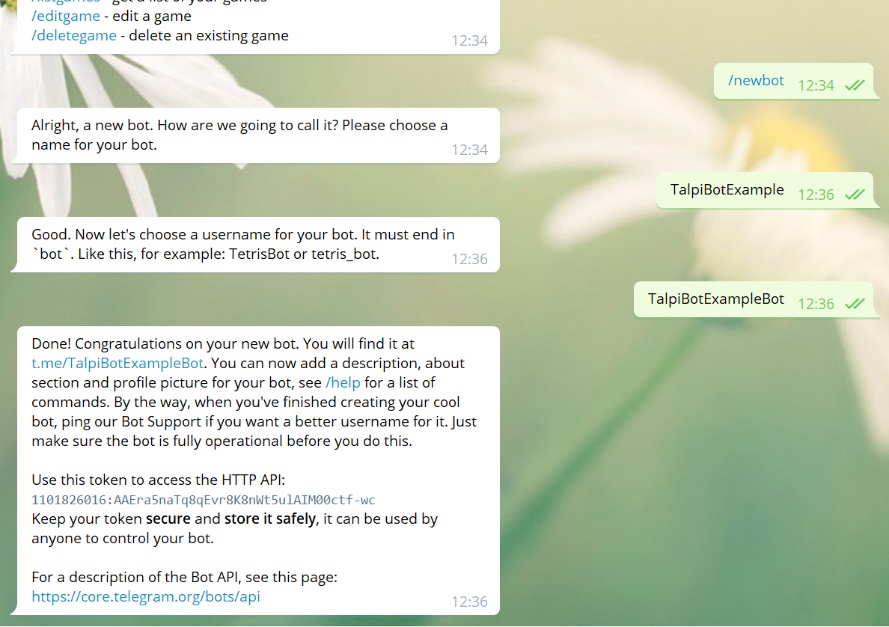 /listgames - get a list of your games
/editgame - edit a game
/deletegame - delete an existing game
12:34
/newbot 12:34
Alright, a new bot. How are we going to call it? Please choose a
name for your bot.
12:34
TalpiBotExample 12:36
Good. Now let's choose a username for your bot. It must end in
`bot`. Like this, for example: TetrisBot or tetris_bot.
12:36
TalpiBotExampleBot 12:36
Done! Congratulations on your new bot. You will find it at
t.me/TalpiBotExampleBot. You can now add a description, about
section and profile picture for your bot, see /help for a list of
commands. By the way, when you've finished creating your cool
bot, ping our Bot Support if you want a better username for it. Just
make sure the bot is fully operational before you do this.
Use this token to access the HTTP API:
1101826016:AAEra5naTq8qEvr8K8nWt5ulAIM00ctf-wc
Keep your token secure and store it safely, it can be used by
anyone to control your bot.
For a description of the Bot API, see this page:
https://core.telegram.org/bots/api
12:36